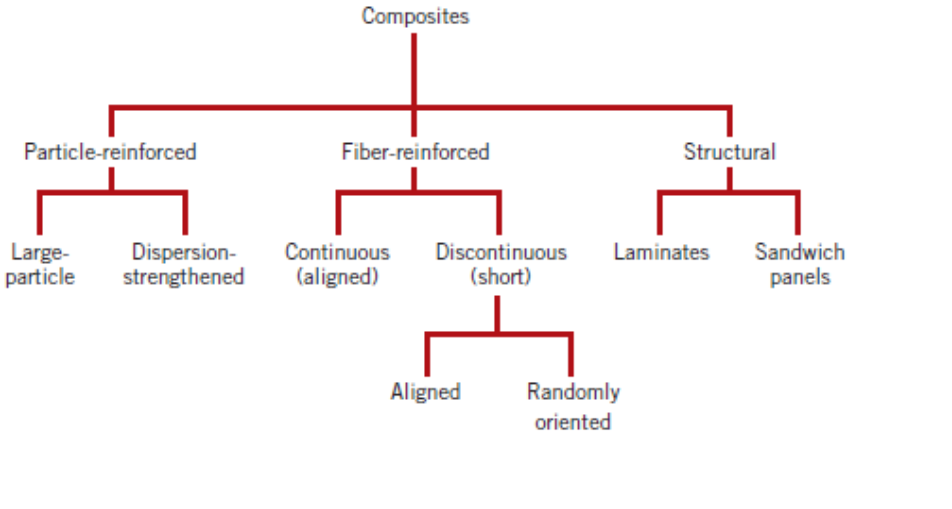 Composites
Particle-reinforced
Fiber-reinforced
Structural
Large-
particle
Dispersion-
strengthened
Continuous
(aligned)
Discontinuous
(short)
Laminates
Sandwich
panels
Aligned
Randomly
oriented